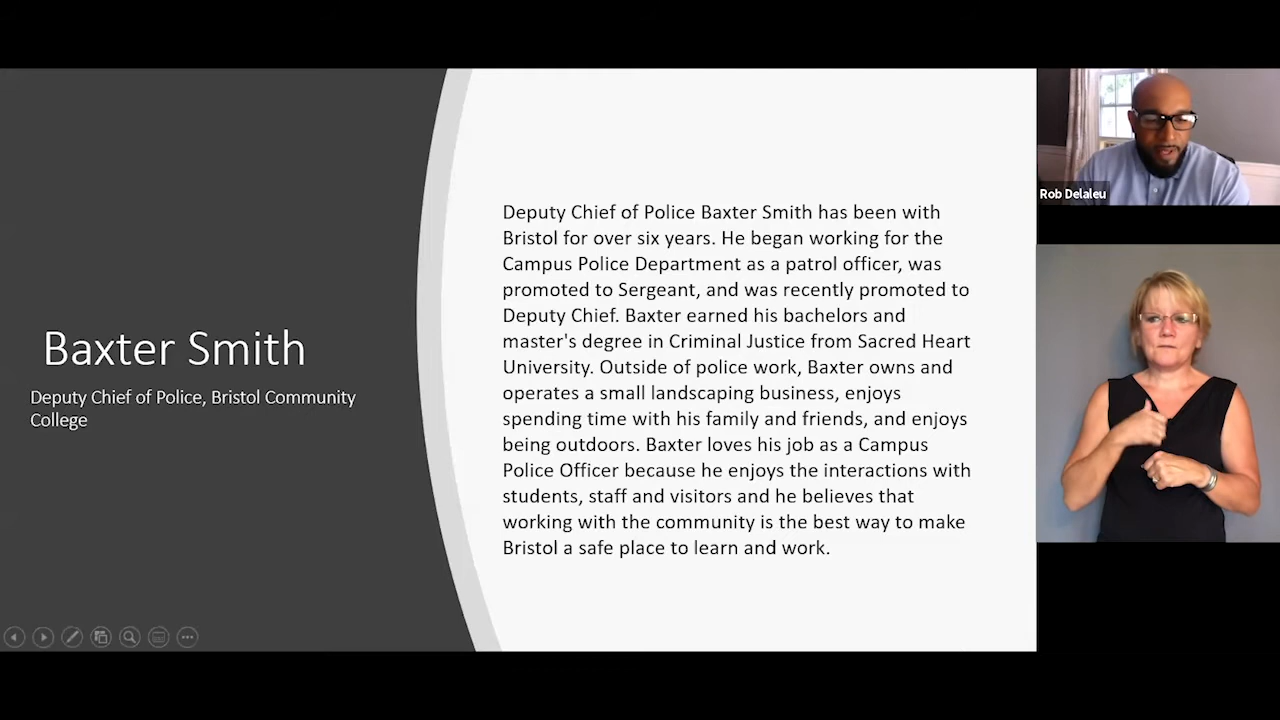 Baxter Smith
Deputy Chief of Police, Bristol Community
College
Deputy Chief of Police Baxter Smith has been with
Bristol for over six years. He began working for the
Campus Police Department as a patrol officer, was
promoted to Sergeant, and was recently promoted to
Deputy Chief. Baxter earned his bachelors and
master's degree in Criminal Justice from Sacred Heart
University. Outside of police work, Baxter owns and
operates a small landscaping business, enjoys
spending time with his family and friends, and enjoys
being outdoors. Baxter loves his job as a Campus
Police Officer because he enjoys the interactions with
students, staff and visitors and he believes that
working with the community is the best way to make
Bristol a safe place to learn and work.
Rob Delaleu